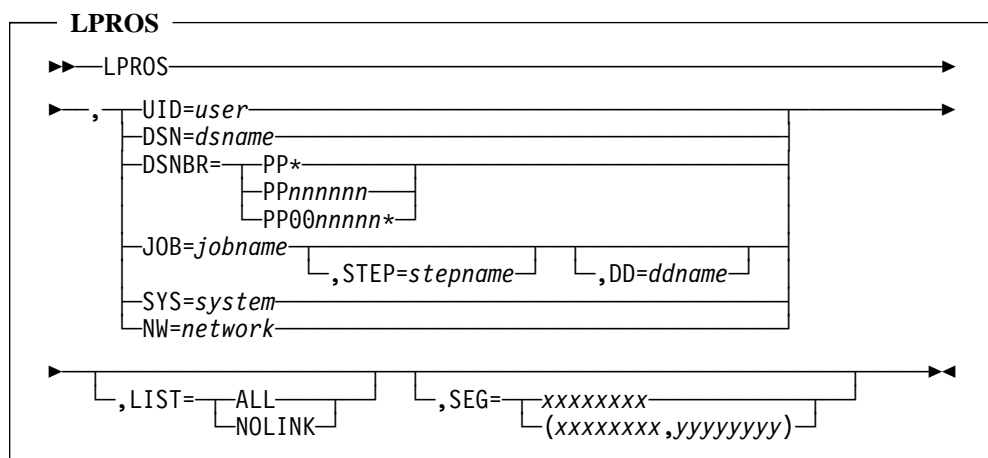 LPROS
LPROS
, UID=user
DSN=dsname
DSNBR= PP*
PPnnnnnn
PP00nnnnn*
JOB=jobname
,STEP=stepname ,DD=ddname
SYS=system
NW=network
,LIST= ALL ,SEG= xxxxxxxx
NOLINK (xxxxxxxx,yyyyyyyy)